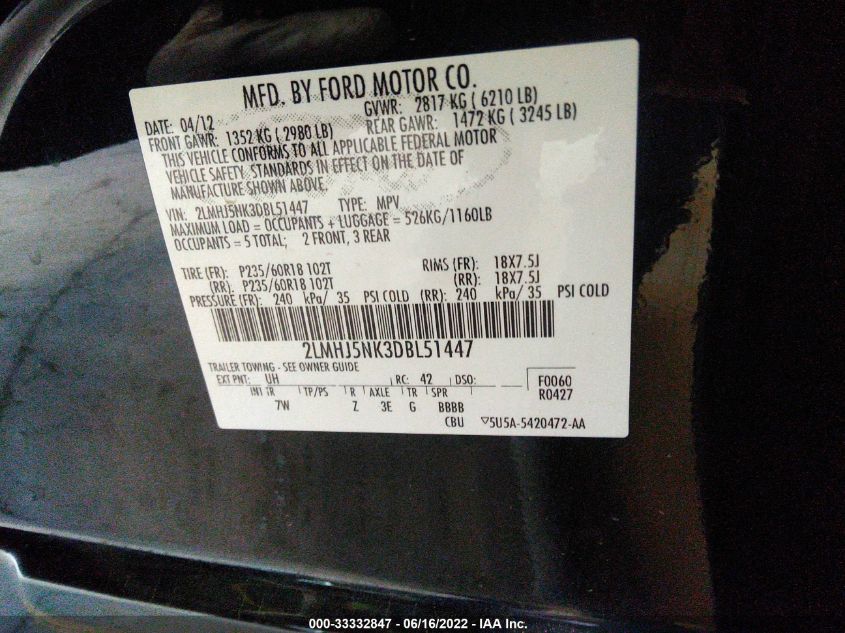 MFD. BY FORD MOTOR CO.
DATE: 04/12 GVWR: 2817 KG ( 6210 LB)
FRONT GAWR: 1352 KG ( 2980 LB) REAR GAWR: 1472 KG ( 3245 LB)
THIS VEHICLE CONFORMS TO ALL APPLICABLE FEDERAL MOTOR
VEHICLE SAFETY STANDARDS IN EFFECT ON THE DATE OF
MANUFACTURE SHOWN ABOVE.
VIN: 2LMHJ5NK3DBL51447 TYPE: MPV
MAXIMUM LOAD = OCCUPANTS + LUGGAGE = 526KG/1160LB
OCCUPANTS = 5 TOTAL; 2 FRONT, 3 REAR
TIRE (FR): P235/60R18 102T RIMS (FR): 18X7.5J
(RR): P235/60R18 102T (RR): 18X7.5J
PRESSURE (FR): 240 kPa/ 35 PSI COLD (RR): 240 kPa/ 35 PSI COLD
2LMHJ5NK3DBL51447
TRAILER TOWING - SEE OWNER GUIDE
EXT PNT: UH RC: 42 DSO: F0060
INT TR TP/PS R AXLE TR SPR R0427
7W Z 3E G BBBB
CBU ▽5U5A-5420472-AA
000-33332847 - 06/16/2022 - IAA Inc.